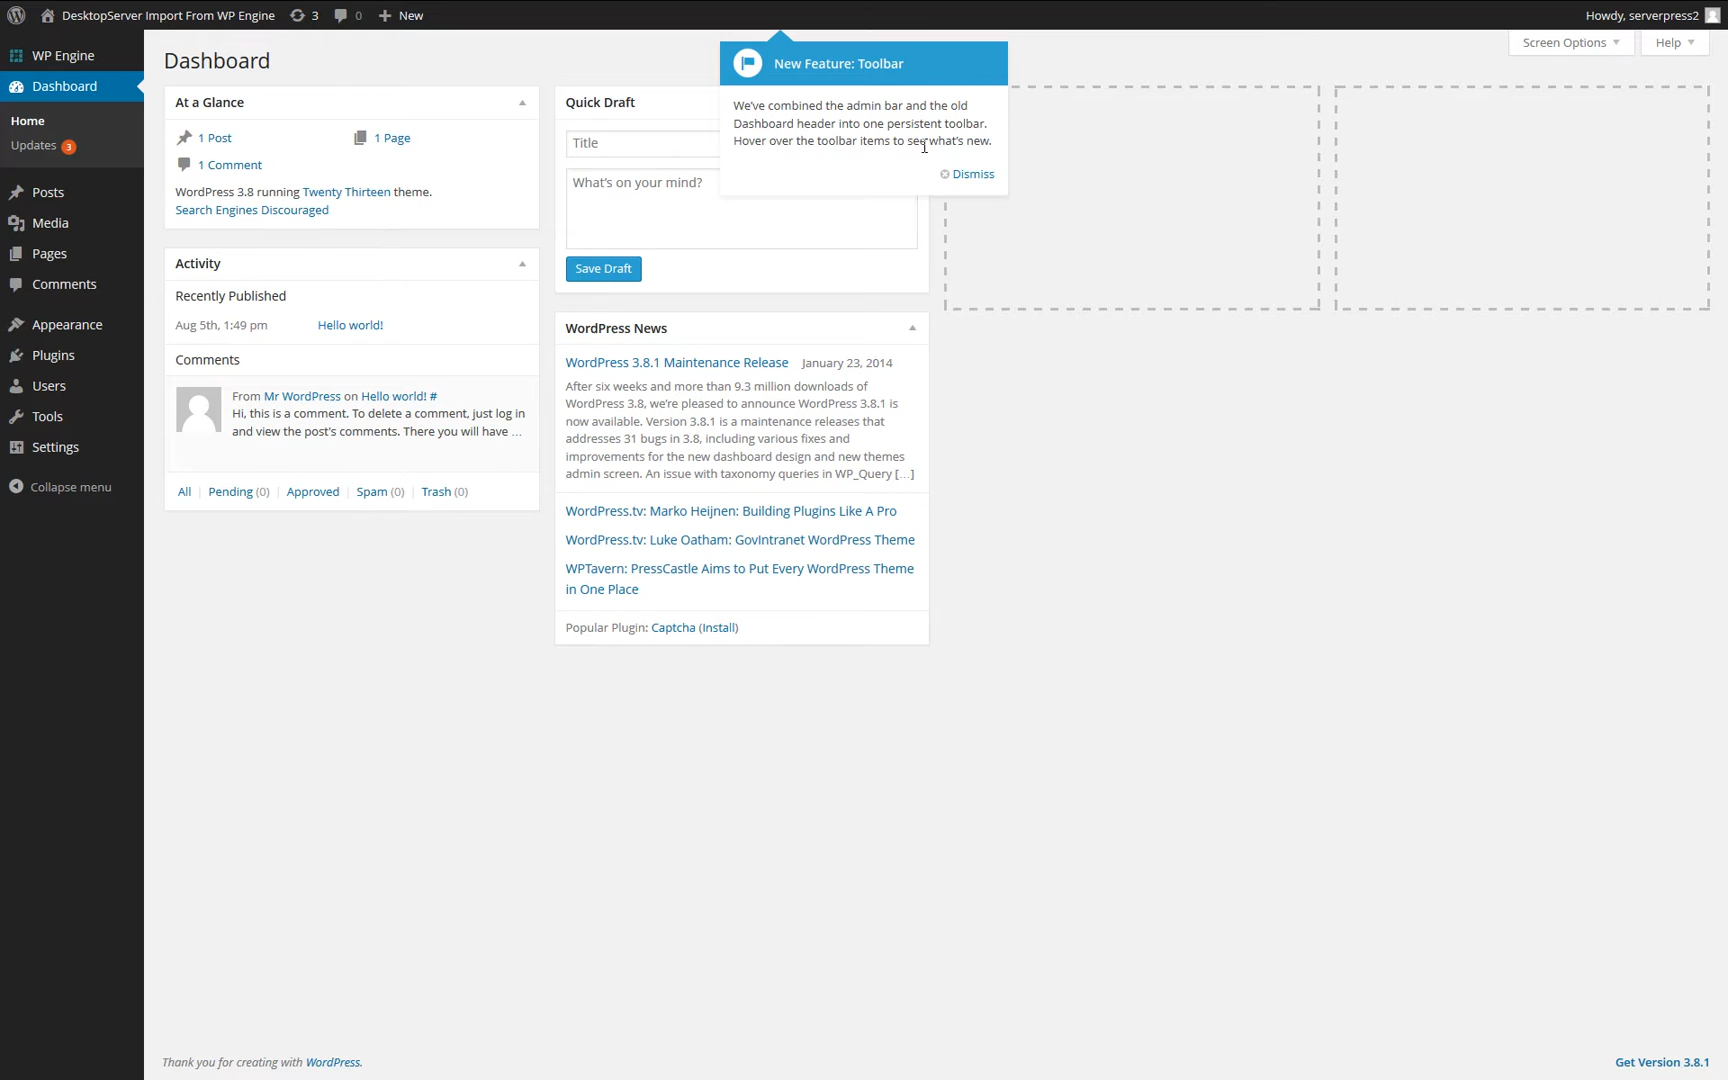 DesktopServer Import From WP Engine 3 0 New
Howdy, serverpress2
WP Engine
Dashboard
Home
Updates 3
Posts
Media
Pages
Comments
Appearance
Plugins
Users
Tools
Settings
Collapse menu
Dashboard
Screen Options
Help
At a Glance
1 Post
1 Page
1 Comment
WordPress 3.8 running Twenty Thirteen theme.
Search Engines Discouraged
Activity
Recently Published
Aug 5th, 1:49 pm Hello world!
Comments
From Mr WordPress on Hello world! #
Hi, this is a comment. To delete a comment, just log in
and view the post's comments. There you will have …
All | Pending (0) | Approved | Spam (0) | Trash (0)
Quick Draft
Title
What's on your mind?
Save Draft
New Feature: Toolbar
We've combined the admin bar and the old
Dashboard header into one persistent toolbar.
Hover over the toolbar items to see what's new.
Dismiss
WordPress News
WordPress 3.8.1 Maintenance Release January 23, 2014
After six weeks and more than 9.3 million downloads of
WordPress 3.8, we're pleased to announce WordPress 3.8.1 is
now available. Version 3.8.1 is a maintenance releases that
addresses 31 bugs in 3.8, including various fixes and
improvements for the new dashboard design and new themes
admin screen. An issue with taxonomy queries in WP_Query […]
WordPress.tv: Marko Heijnen: Building Plugins Like A Pro
WordPress.tv: Luke Oatham: GovIntranet WordPress Theme
WPTavern: PressCastle Aims to Put Every WordPress Theme
in One Place
Popular Plugin: Captcha (Install)
Thank you for creating with WordPress.
Get Version 3.8.1